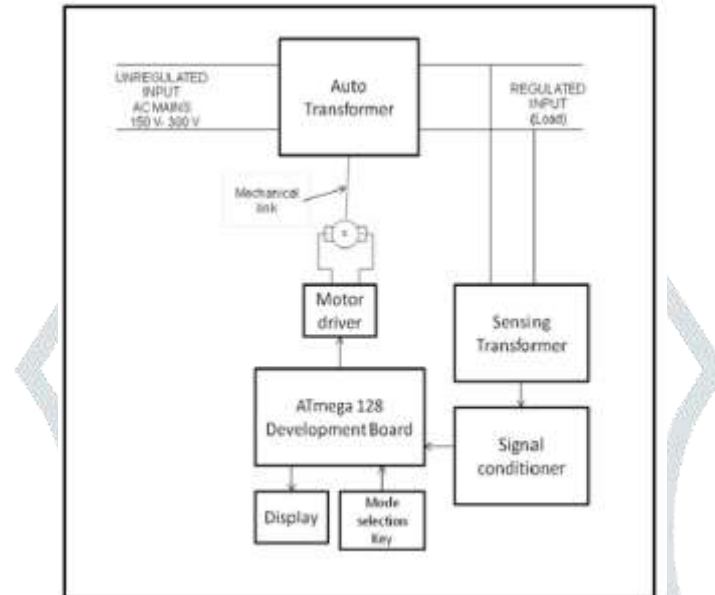 Auto
Transformer
UNREGULATED
INPUT
AC MAINS
150 V- 300 V
REGULATED
INPUT
(Load)
Mechanical
link
Motor
driver
Sensing
Transformer
ATmega 128
Development Board
Signal
conditioner
Display
Mode
selection
Key